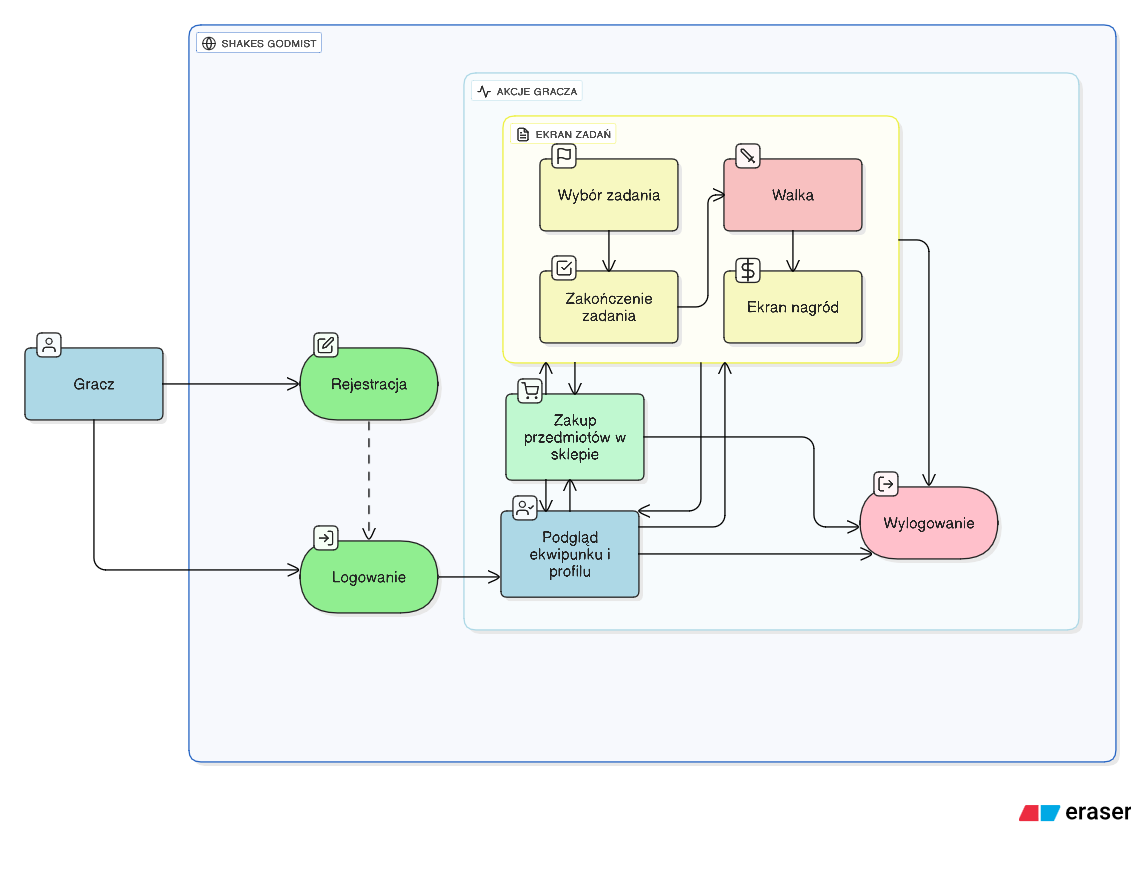 SHAKES GODMIST
AKCJE GRACZA
EKRAN ZADAŃ
Wybór zadania
Walka
Zakończenie
zadania
Ekran nagród
Gracz
Rejestracja
Zakup
przedmiotów w
sklepie
Wylogowanie
Podgląd
ekwipunku i
profilu
Logowanie
eraser